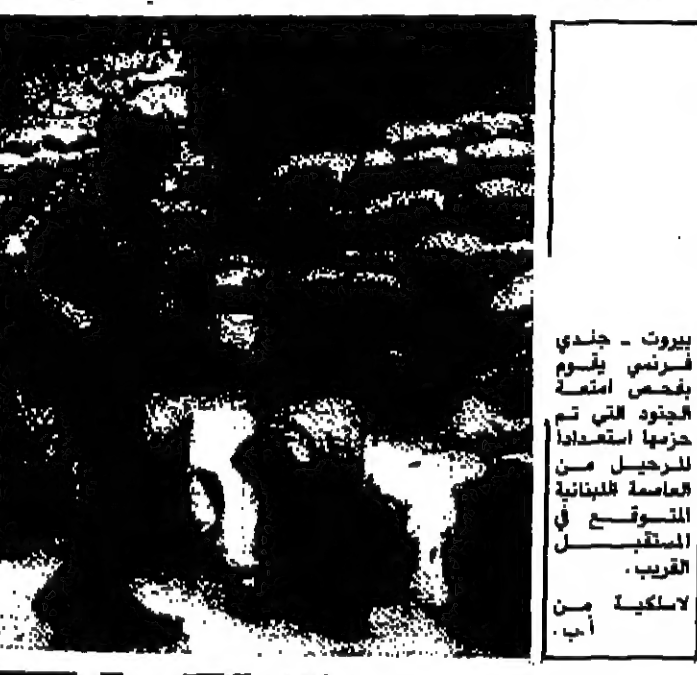 بيروت ـ جندي
فرنسي يقوم
بفحص امتعة
الجنود التي تم
حزمها استعدادا
للرحيل من
العاصمة اللبنانية
المتوقع في
المستقبل
القريب.
لاسلكية من
أ.ب.